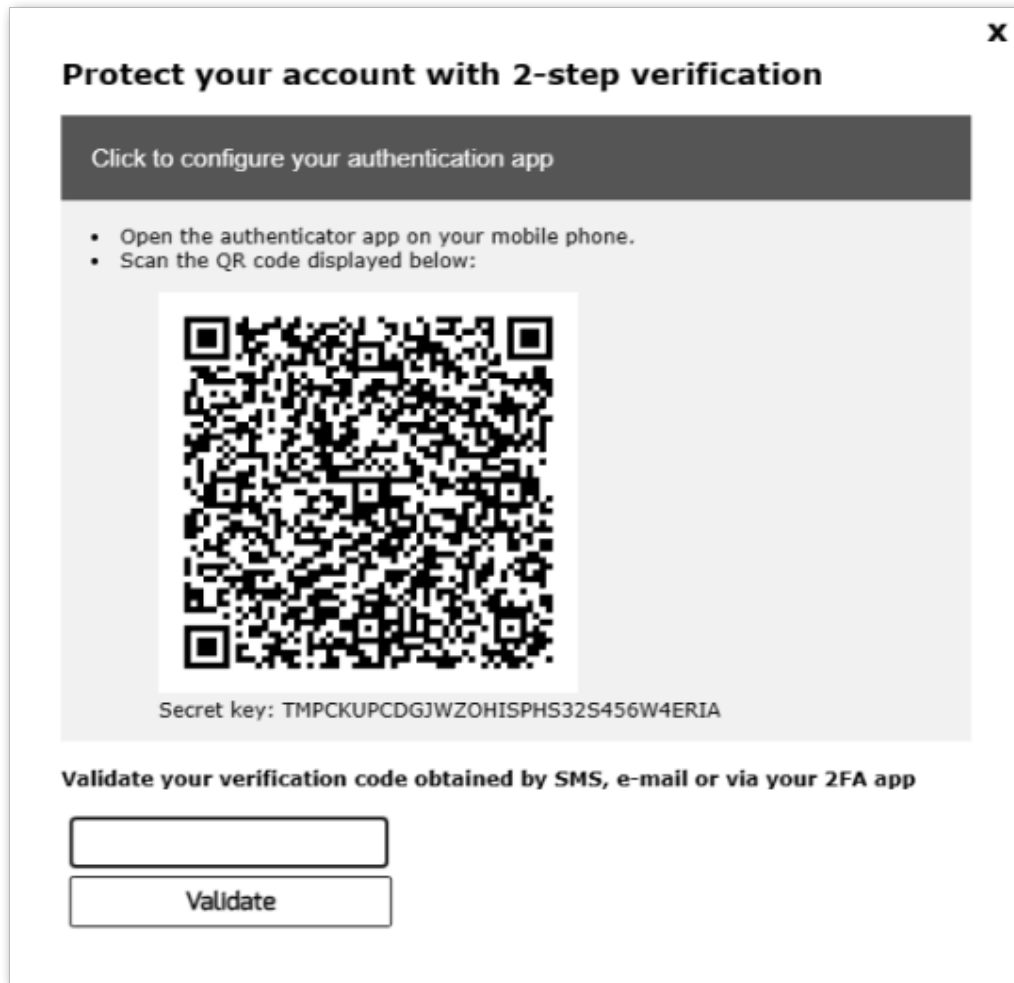 x
Protect your account with 2-step verification
Click to configure your authentication app
• Open the authenticator app on your mobile phone.
• Scan the QR code displayed below:
Secret key: TMPCKUPCDGJWZOHISPHS32S456W4ERIA
Validate your verification code obtained by SMS, e-mail or via your 2FA app
Validate